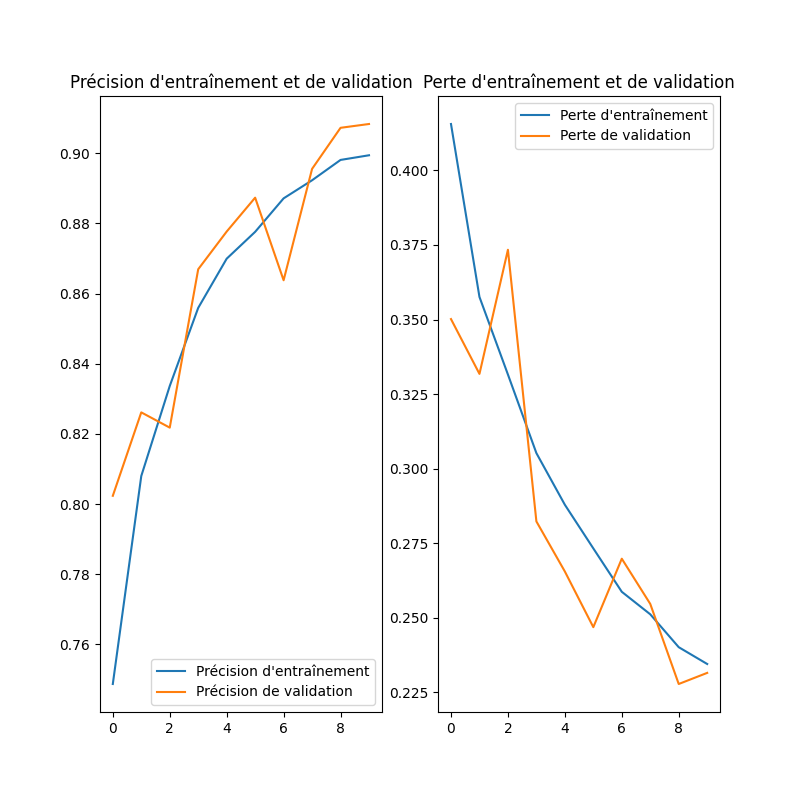 Précision d'entraînement et de validation
0.90
0.88
0.86
0.84
0.82
0.80
0.78
0.76
0 2 4 6 8
Précision d'entraînement
Précision de validation
Perte d'entraînement et de validation
0.400
0.375
0.350
0.325
0.300
0.275
0.250
0.225
0 2 4 6 8
Perte d'entraînement
Perte de validation